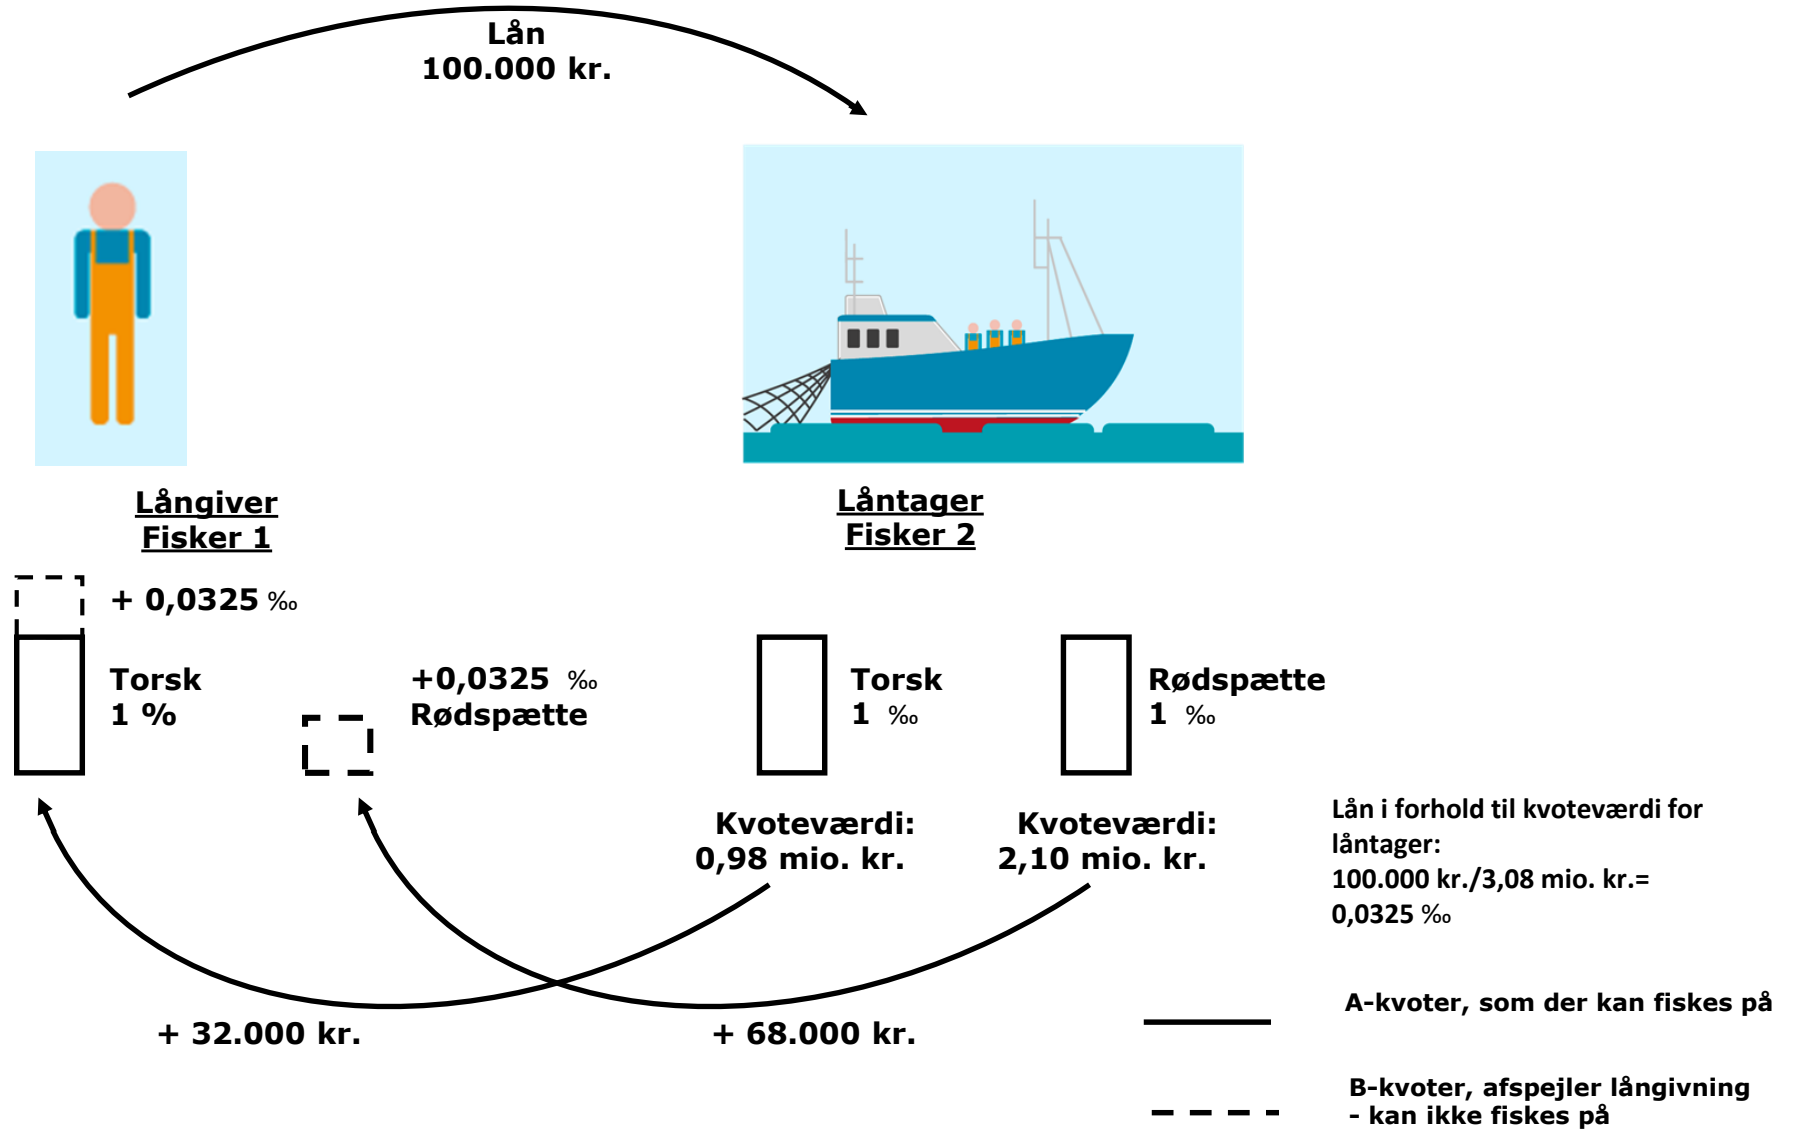 Lån
100.000 kr.
Långiver
Fisker 1
Låntager
Fisker 2
+ 0,0325 ‰
Torsk
1 %
+0,0325 ‰
Rødspætte
Torsk
1 ‰
Rødspætte
1 ‰
Kvoteværdi:
0,98 mio. kr.
Kvoteværdi:
2,10 mio. kr.
Lån i forhold til kvoteværdi for
låntager:
100.000 kr./3,08 mio. kr.=
0,0325 ‰
+ 32.000 kr.
+ 68.000 kr.
A-kvoter, som der kan fiskes på
B-kvoter, afspejler långivning
- kan ikke fiskes på